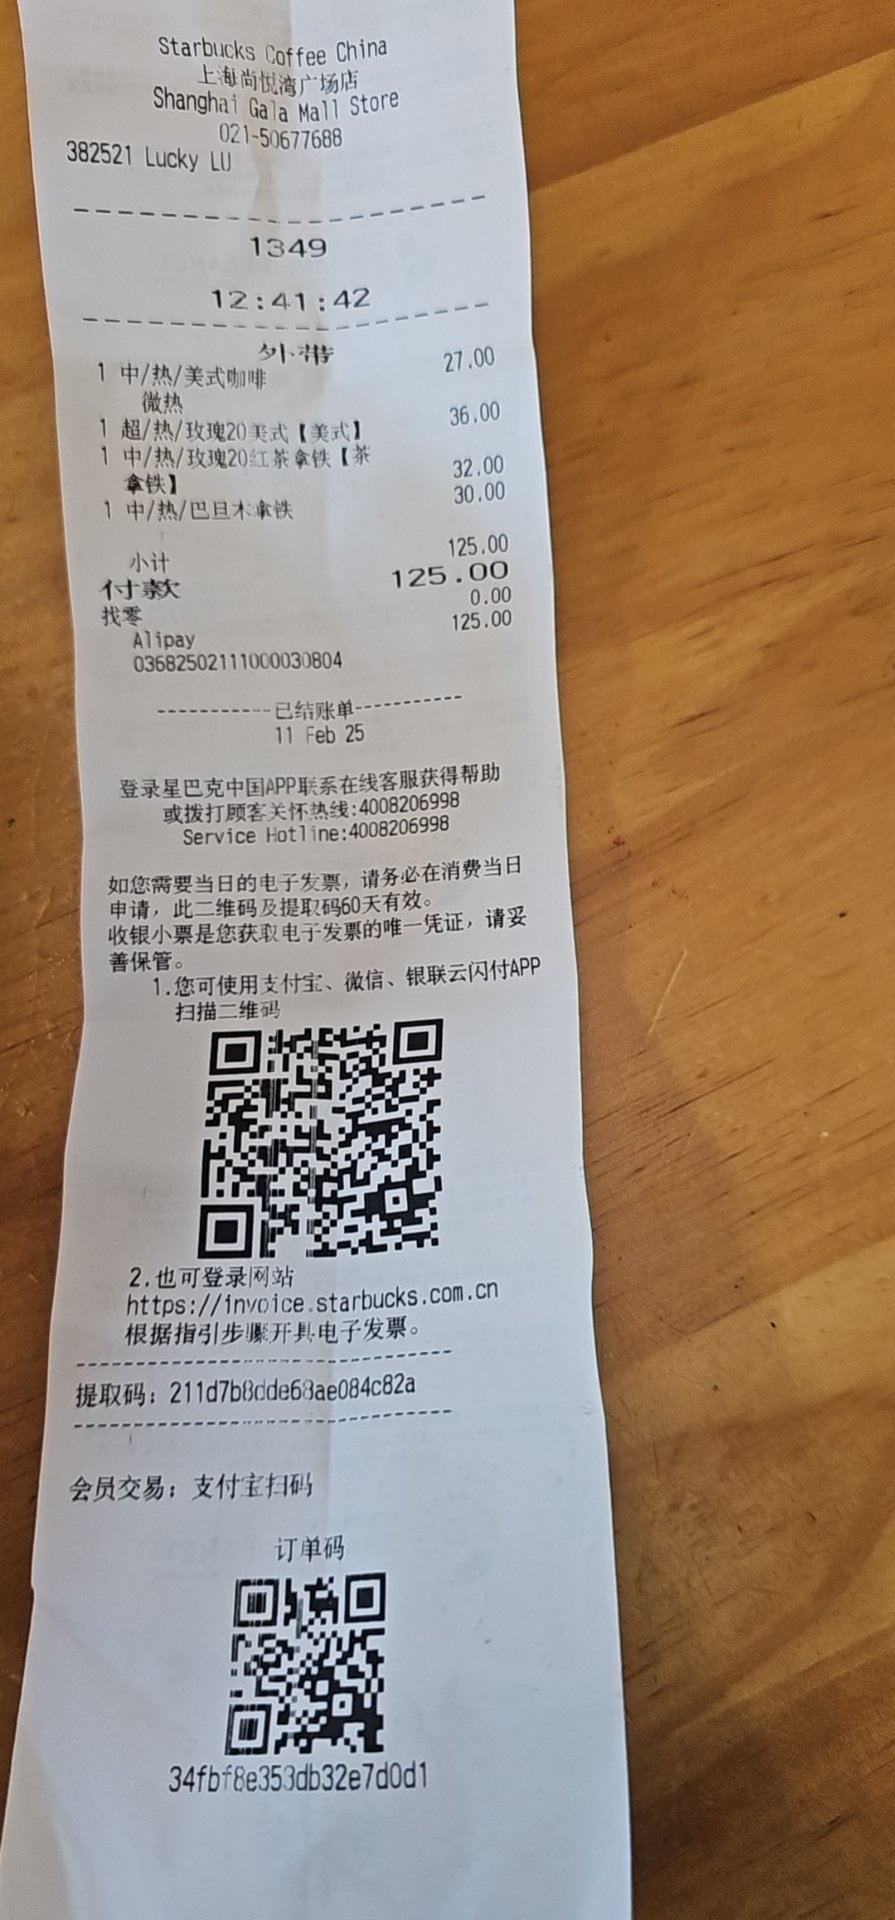 Starbucks Coffee China
上海尚悦湾广场店
Shanghai Gala Mall Store
021-50677688
382521 Lucky LU
1349
12:41:42
外带
1 中/热/美式咖啡 27.00
微热
1 超/热/玫瑰20美式【美式】 36.00
1 中/热/玫瑰20红茶拿铁【茶
拿铁】 32.00
1 中/热/巴旦木拿铁 30.00
小计 125.00
付款 125.00
找零 0.00
Alipay 125.00
03682502111000030804
-----------已结账单-----------
11 Feb 25
登录星巴克中国APP联系在线客服获得帮助
或拨打顾客关怀热线:4008206998
Service Hotline:4008206998
如您需要当日的电子发票，请务必在消费当日
申请，此二维码及提取码60天有效。
收银小票是您获取电子发票的唯一凭证，请妥
善保管。
1.您可使用支付宝、微信、银联云闪付APP
扫描二维码
2.也可登录网站
https://invoice.starbucks.com.cn
根据指引步骤开具电子发票。
提取码：211d7b8dde68ae084c82a
会员交易：支付宝扫码
订单码
34fbf8e353db32e7d0d1